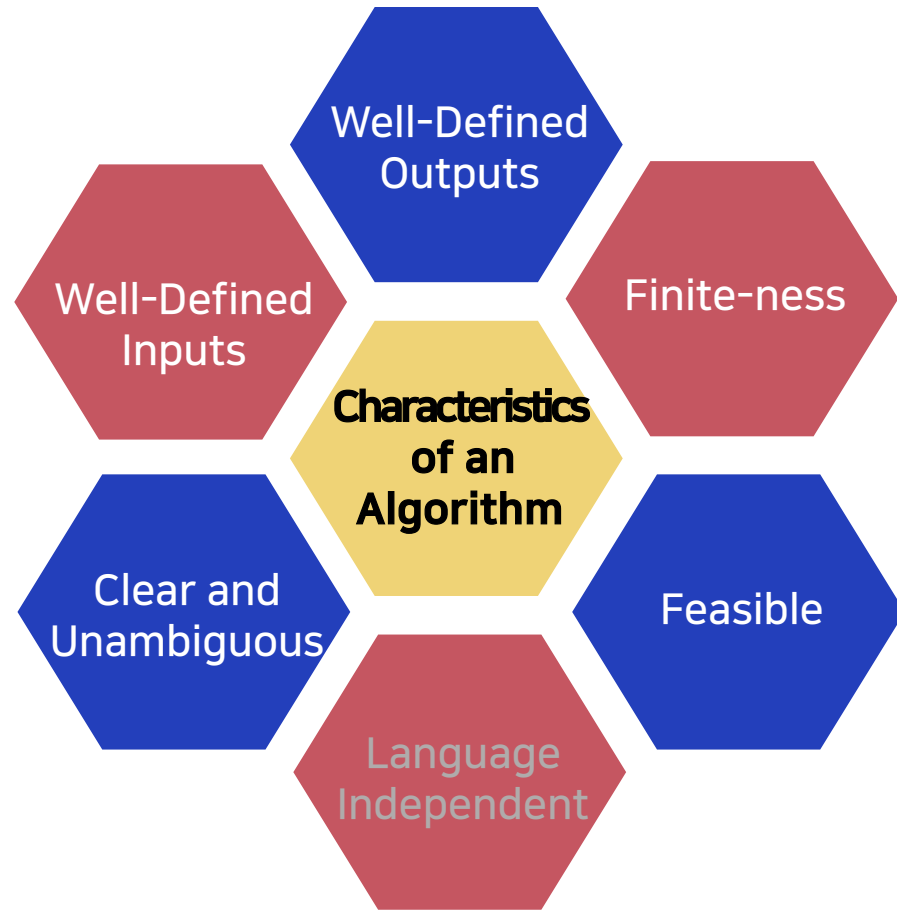 Well-Defined
Outputs
Well-Defined
Inputs
Finite-ness
Characteristics
of an
Algorithm
Clear and
Unambiguous
Feasible
Language
Independent